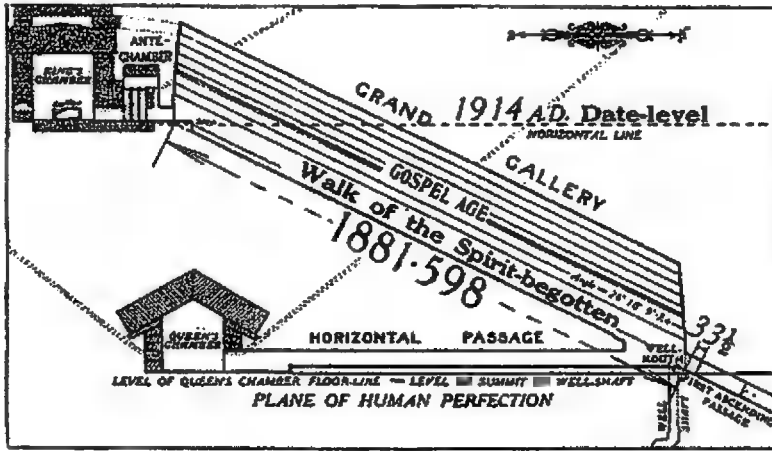 ANTE-
CHAMBER
KING'S
CHAMBER
GRAND
GALLERY
1914 A.D. Date-level
HORIZONTAL LINE
GOSPEL AGE
Walk of the Spirit-begotten
1881·598
33½
QUEEN'S
CHAMBER
HORIZONTAL PASSAGE
WELL-
MOUTH
FIRST ASCENDING
PASSAGE
WELL
LEVEL OF QUEEN'S CHAMBER FLOOR-LINE — LEVEL SUMMIT WELL-SHAFT
PLANE OF HUMAN PERFECTION